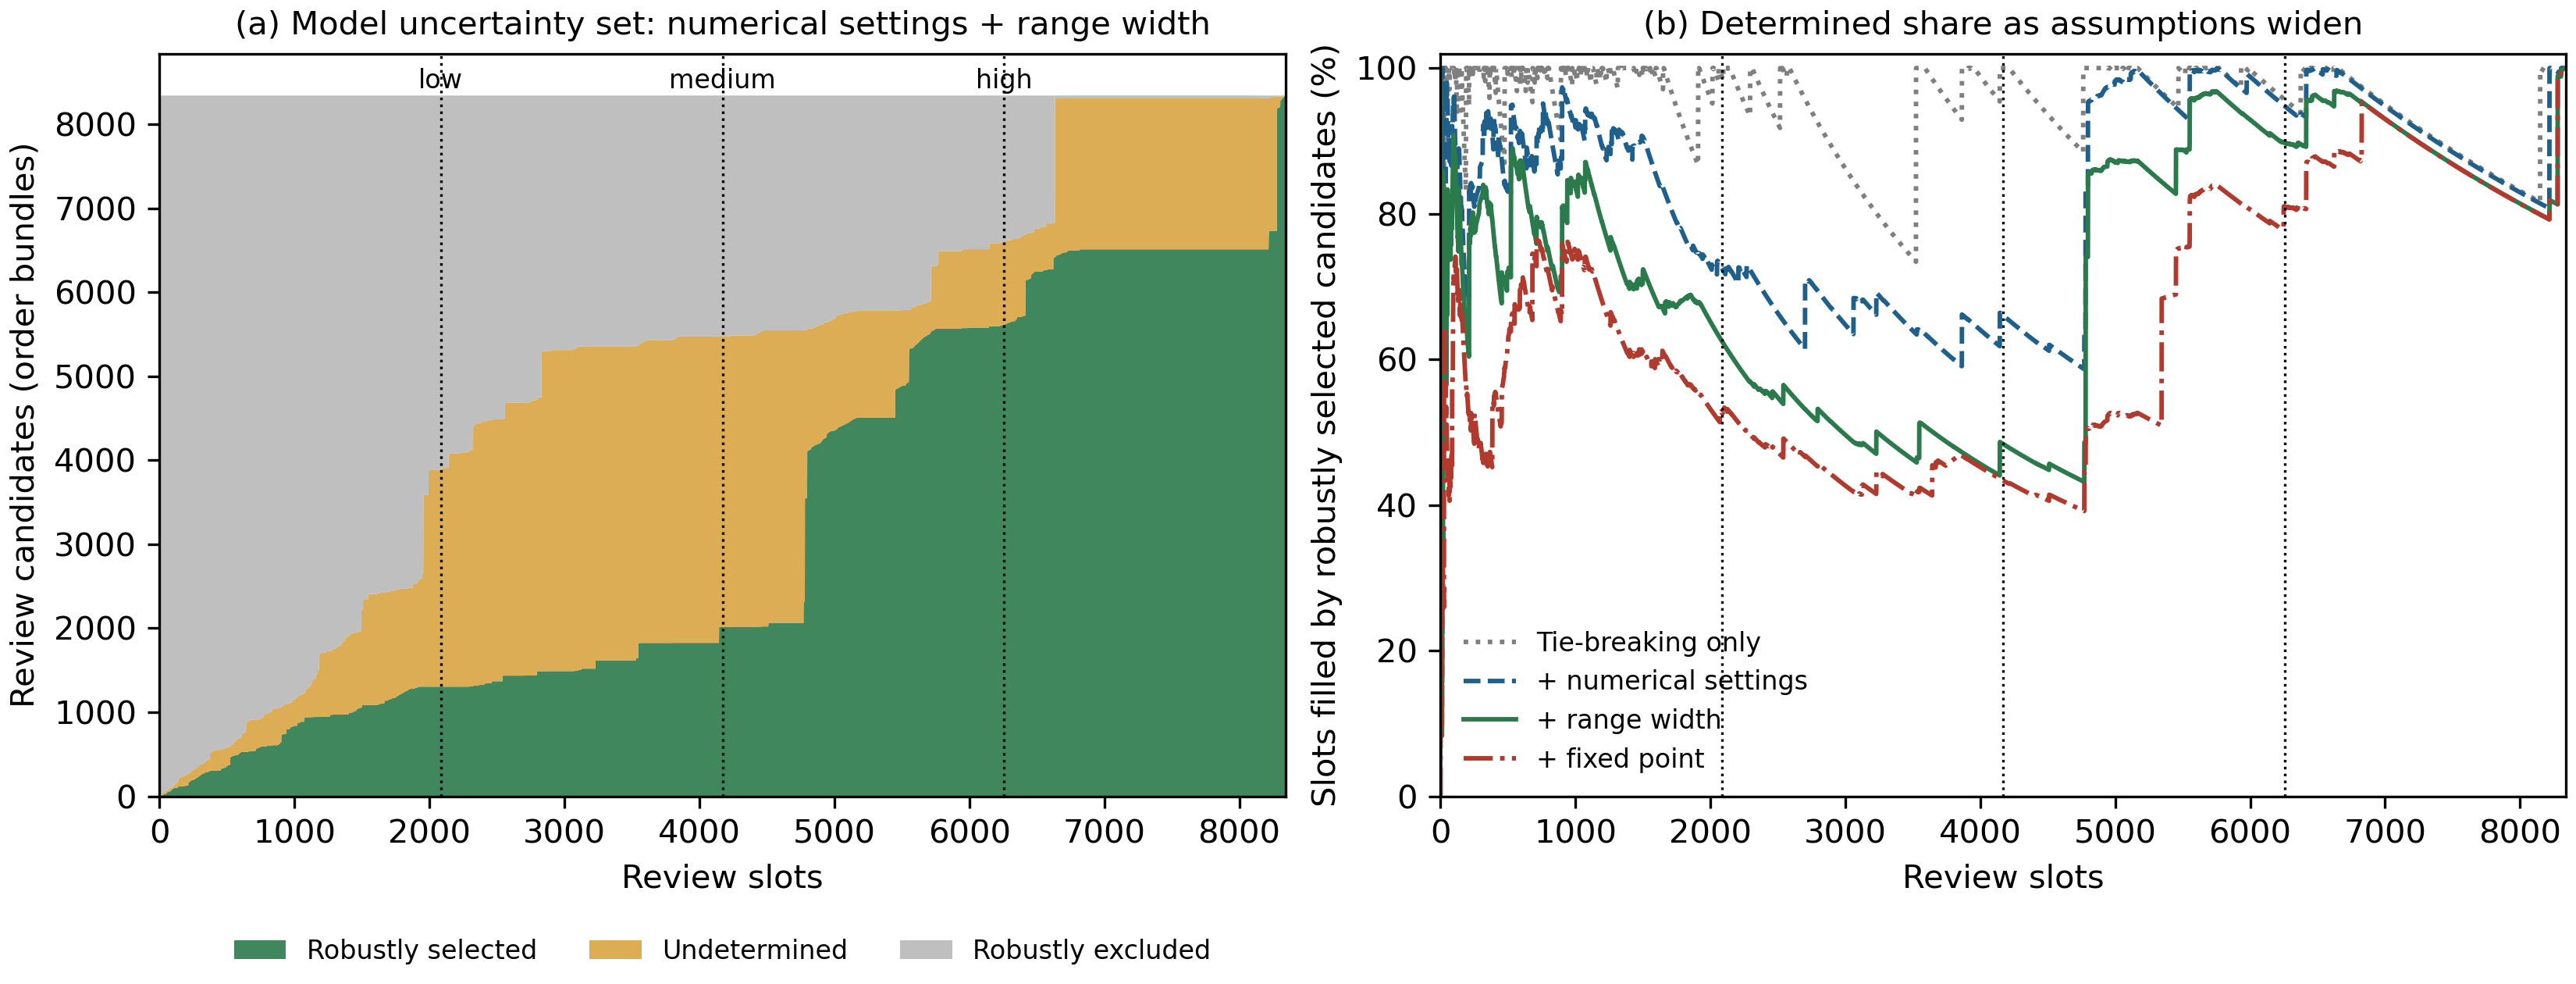 (a) Model uncertainty set: numerical settings + range width
low
medium
high
Review candidates (order bundles)
8000
7000
6000
5000
4000
3000
2000
1000
0
0 1000 2000 3000 4000 5000 6000 7000 8000
Review slots
Robustly selected
Undetermined
Robustly excluded
(b) Determined share as assumptions widen
Slots filled by robustly selected candidates (%)
100
80
60
40
20
0
Tie-breaking only
+ numerical settings
+ range width
+ fixed point
0 1000 2000 3000 4000 5000 6000 7000 8000
Review slots